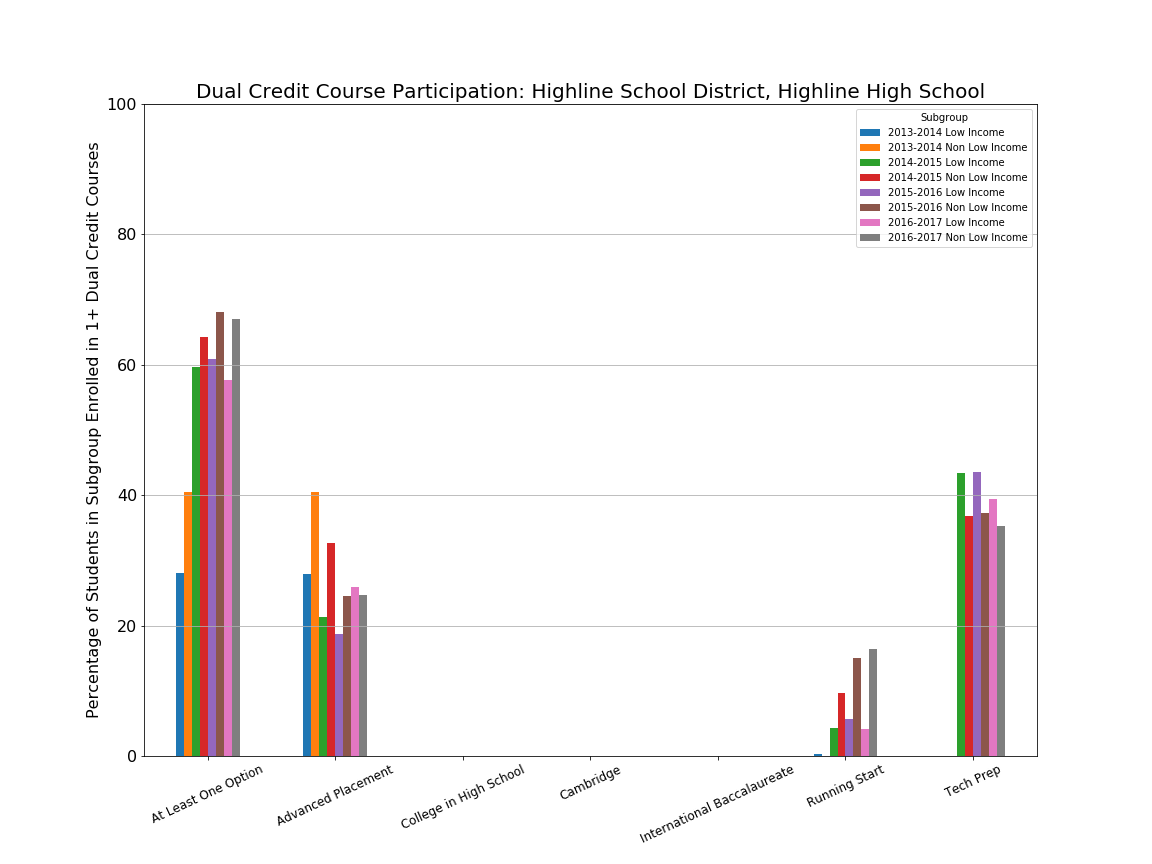 Dual Credit Course Participation: Highline School District, Highline High School
Percentage of Students in Subgroup Enrolled in 1+ Dual Credit Courses
100
80
60
40
20
0
Subgroup
2013-2014 Low Income
2013-2014 Non Low Income
2014-2015 Low Income
2014-2015 Non Low Income
2015-2016 Low Income
2015-2016 Non Low Income
2016-2017 Low Income
2016-2017 Non Low Income
At Least One Option
Advanced Placement
College in High School
Cambridge
International Baccalaureate
Running Start
Tech Prep